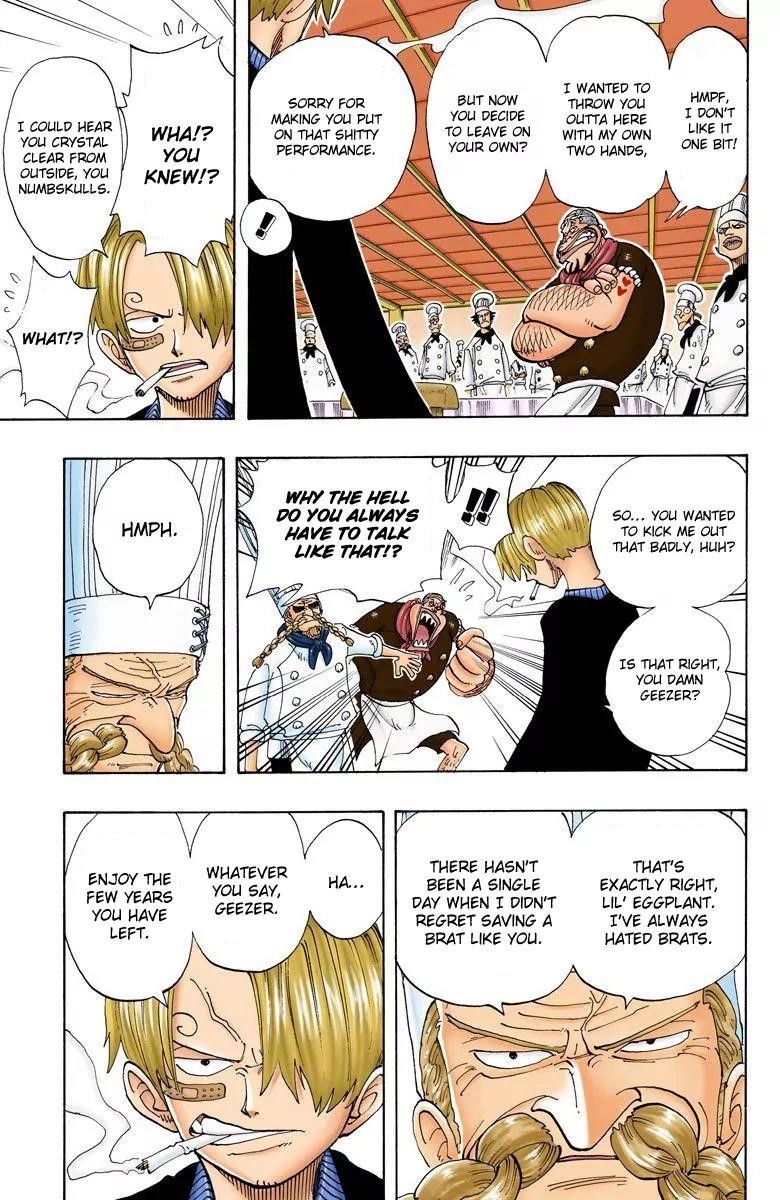 HMPF,
I DON'T
LIKE IT
ONE BIT!
I WANTED TO
THROW YOU
OUTTA HERE
WITH MY OWN
TWO HANDS,
BUT NOW
YOU DECIDE
TO LEAVE ON
YOUR OWN?
SORRY FOR
MAKING YOU PUT
ON THAT SHITTY
PERFORMANCE.
!
WHA!?
YOU
KNEW!?
I COULD HEAR
YOU CRYSTAL
CLEAR FROM
OUTSIDE, YOU
NUMBSKULLS.
WHAT!?
SO... YOU WANTED
TO KICK ME OUT
THAT BADLY, HUH?
IS THAT RIGHT,
YOU DAMN
GEEZER?
!!
WHY THE HELL
DO YOU ALWAYS
HAVE TO TALK
LIKE THAT!?
HMPH.
THAT'S
EXACTLY RIGHT,
LIL' EGGPLANT.
I'VE ALWAYS
HATED BRATS.
THERE HASN'T
BEEN A SINGLE
DAY WHEN I DIDN'T
REGRET SAVING A
BRAT LIKE YOU.
HA...
WHATEVER
YOU SAY,
GEEZER.
ENJOY THE
FEW YEARS
YOU HAVE
LEFT.